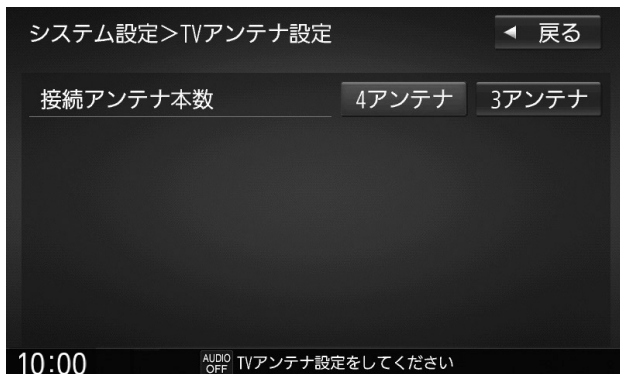 システム設定＞TVアンテナ設定
◀ 戻る
接続アンテナ本数
4アンテナ
3アンテナ
10:00
AUDIO OFF
TVアンテナ設定をしてください